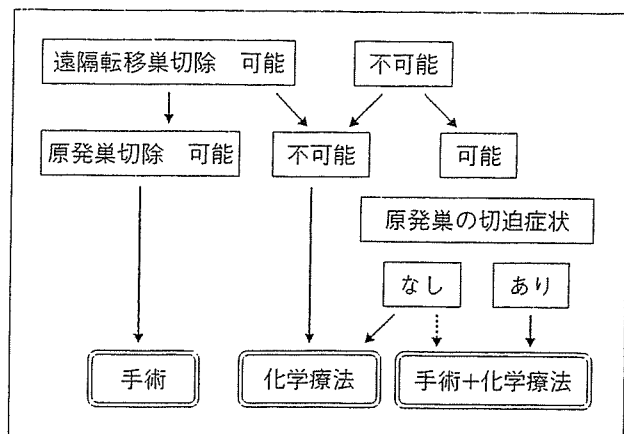 遠隔転移巣切除 可能 不可能
原発巣切除 可能 不可能 可能
原発巣の切迫症状
なし あり
手術 化学療法 手術+化学療法